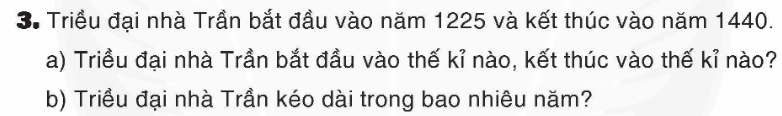 3. Triều đại nhà Trần bắt đầu vào năm 1225 và kết thúc vào năm 1440.
a) Triều đại nhà Trần bắt đầu vào thế kỉ nào, kết thúc vào thế kỉ nào?
b) Triều đại nhà Trần kéo dài trong bao nhiêu năm?